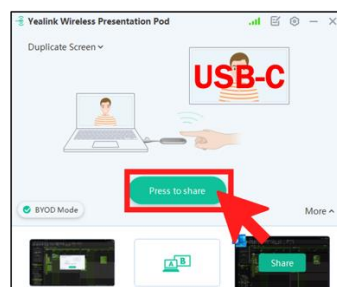 Yealink Wireless Presentation Pod
Duplicate Screen
USB-C
Press to share
BYOD Mode
More
A B
Share